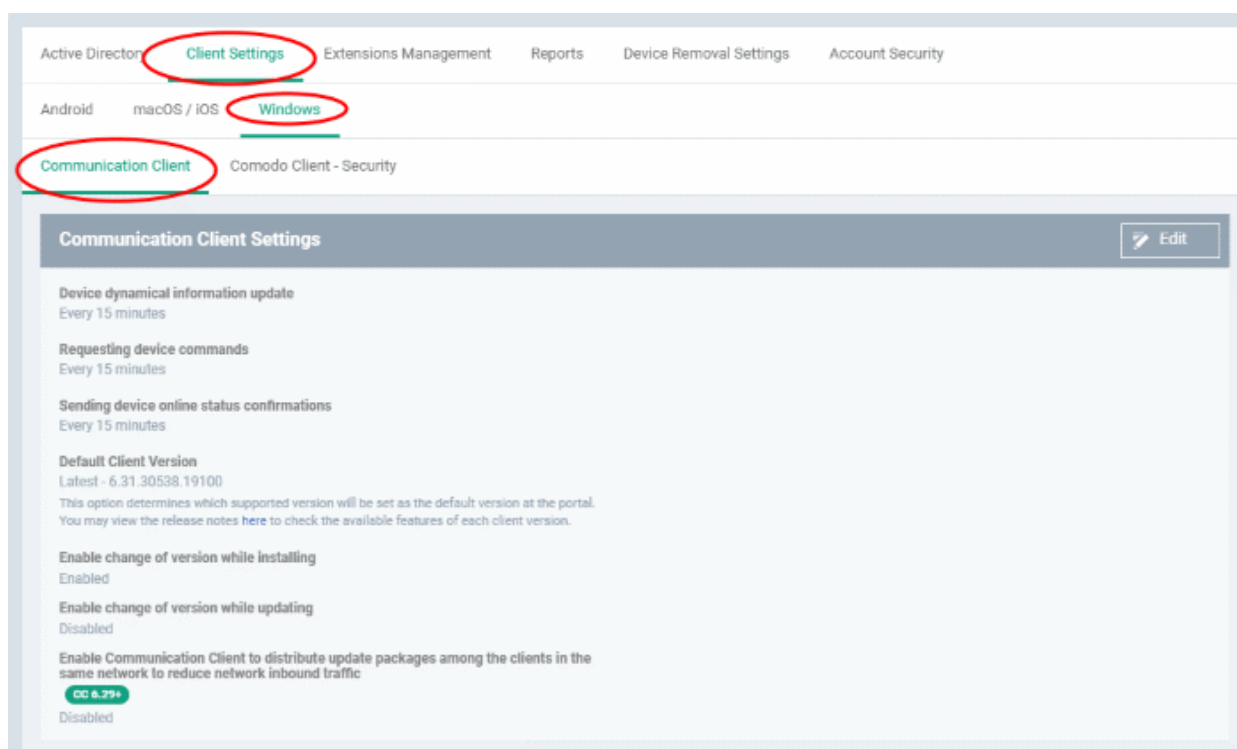 Active Directory Client Settings Extensions Management Reports Device Removal Settings Account Security
Android macOS / iOS Windows
Communication Client Comodo Client - Security
Communication Client Settings Edit
Device dynamical information update
Every 15 minutes
Requesting device commands
Every 15 minutes
Sending device online status confirmations
Every 15 minutes
Default Client Version
Latest - 6.31.30538.19100
This option determines which supported version will be set as the default version at the portal.
You may view the release notes here to check the available features of each client version.
Enable change of version while installing
Enabled
Enable change of version while updating
Disabled
Enable Communication Client to distribute update packages among the clients in the
same network to reduce network inbound traffic
CC 6.29+
Disabled